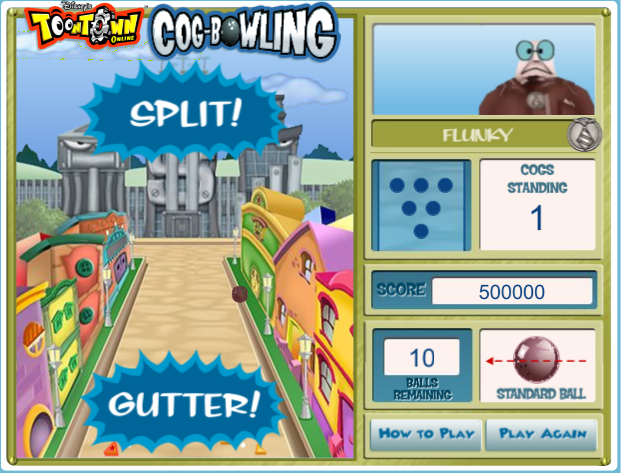 Disney's
TOONTOWN
ONLINE
COG-BOWLING
SPLIT!
GUTTER!
FLUNKY
COGS
STANDING
1
SCORE 500000
10
BALLS
REMAINING
STANDARD BALL
HOW TO PLAY
PLAY AGAIN